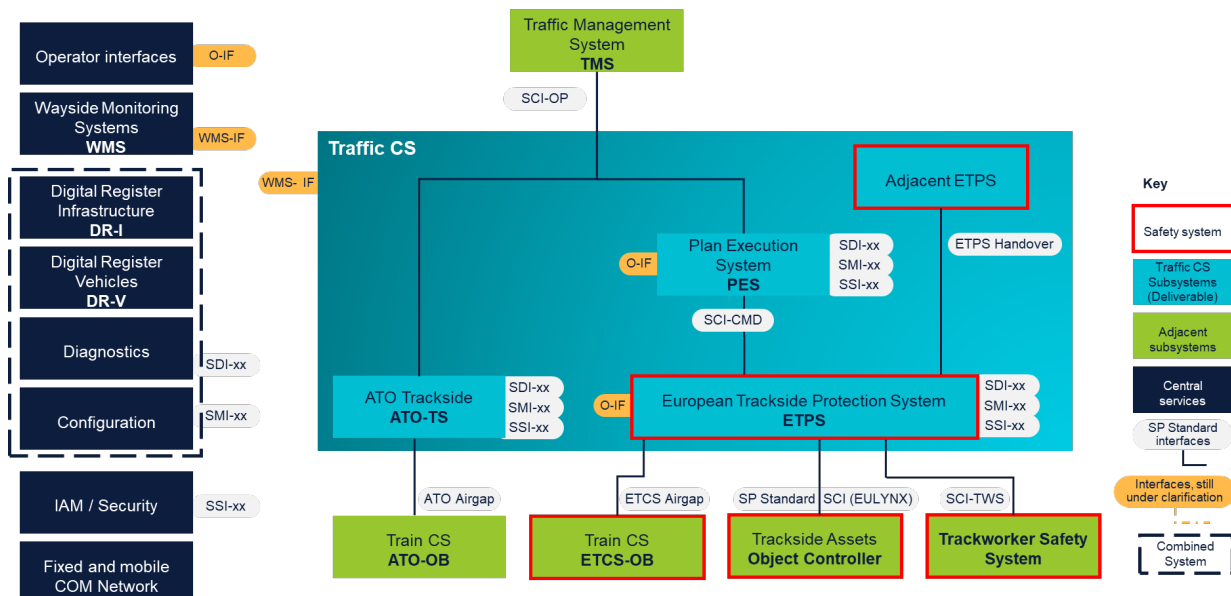 Operator interfaces
O-IF
Wayside Monitoring
Systems
WMS
WMS-IF
Digital Register
Infrastructure
DR-I
Digital Register
Vehicles
DR-V
Diagnostics
SDI-xx
Configuration
SMI-xx
IAM / Security
SSI-xx
Fixed and mobile
COM Network
Traffic Management
System
TMS
SCI-OP
Traffic CS
WMS- IF
Adjacent ETPS
ETPS Handover
O-IF
Plan Execution
System
PES
SDI-xx
SMI-xx
SSI-xx
SCI-CMD
ATO Trackside
ATO-TS
SDI-xx
SMI-xx
SSI-xx
O-IF
European Trackside Protection System
ETPS
SDI-xx
SMI-xx
SSI-xx
ATO Airgap
ETCS Airgap
SP Standard SCI (EULYNX)
SCI-TWS
Train CS
ATO-OB
Train CS
ETCS-OB
Trackside Assets
Object Controller
Trackworker Safety
System
Key
Safety system
Traffic CS
Subsystems
(Deliverable)
Adjacent
subsystems
Central
services
SP Standard
interfaces
Interfaces, still
under clarification
Combined
System